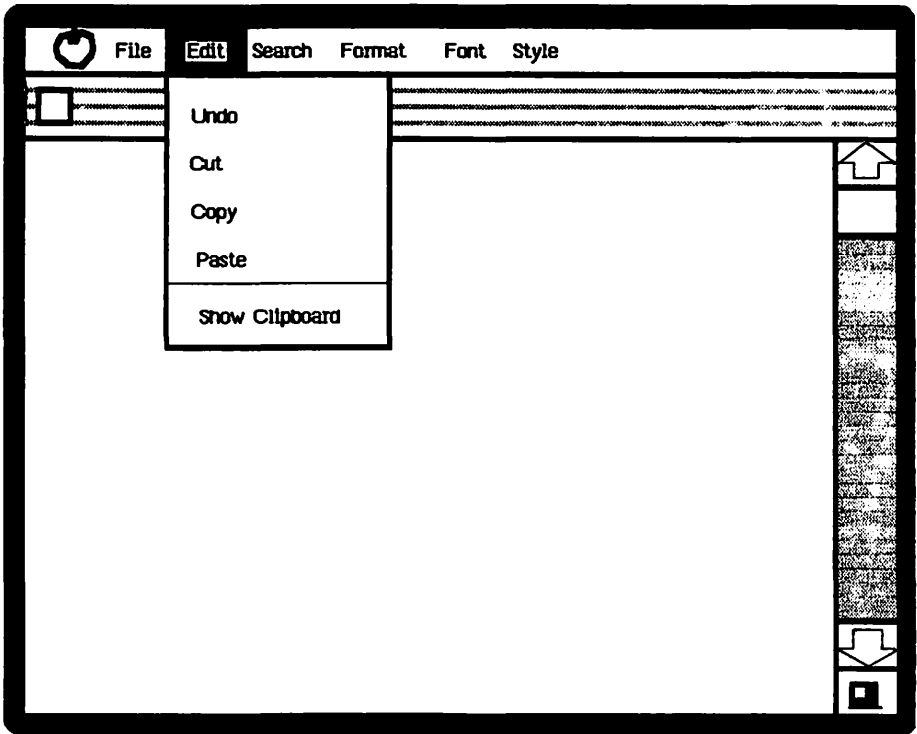 File Edit Search Format Font Style
Undo
Cut
Copy
Paste
Show Clipboard